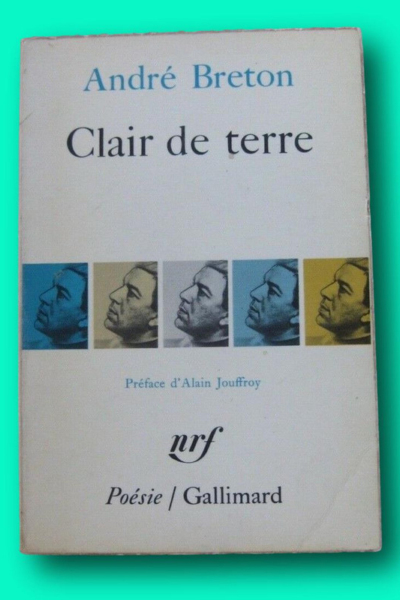 André Breton
Clair de terre
Préface d'Alain Jouffroy
nrf
Poésie / Gallimard